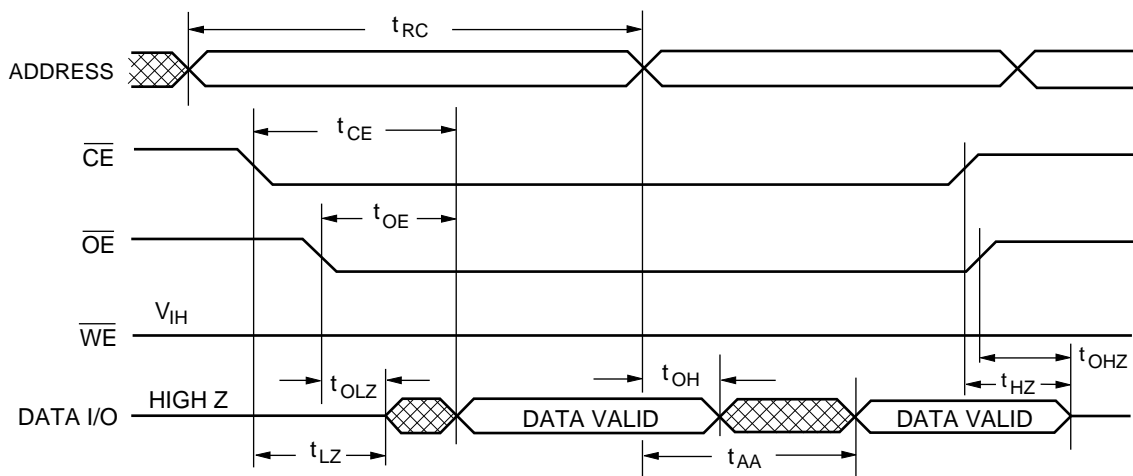 tRC
ADDRESS
tCE
CE
tOE
OE
VIH
WE
tOLZ
tOH
tOHZ
tHZ
DATA I/O
HIGH Z
DATA VALID
DATA VALID
tLZ
tAA